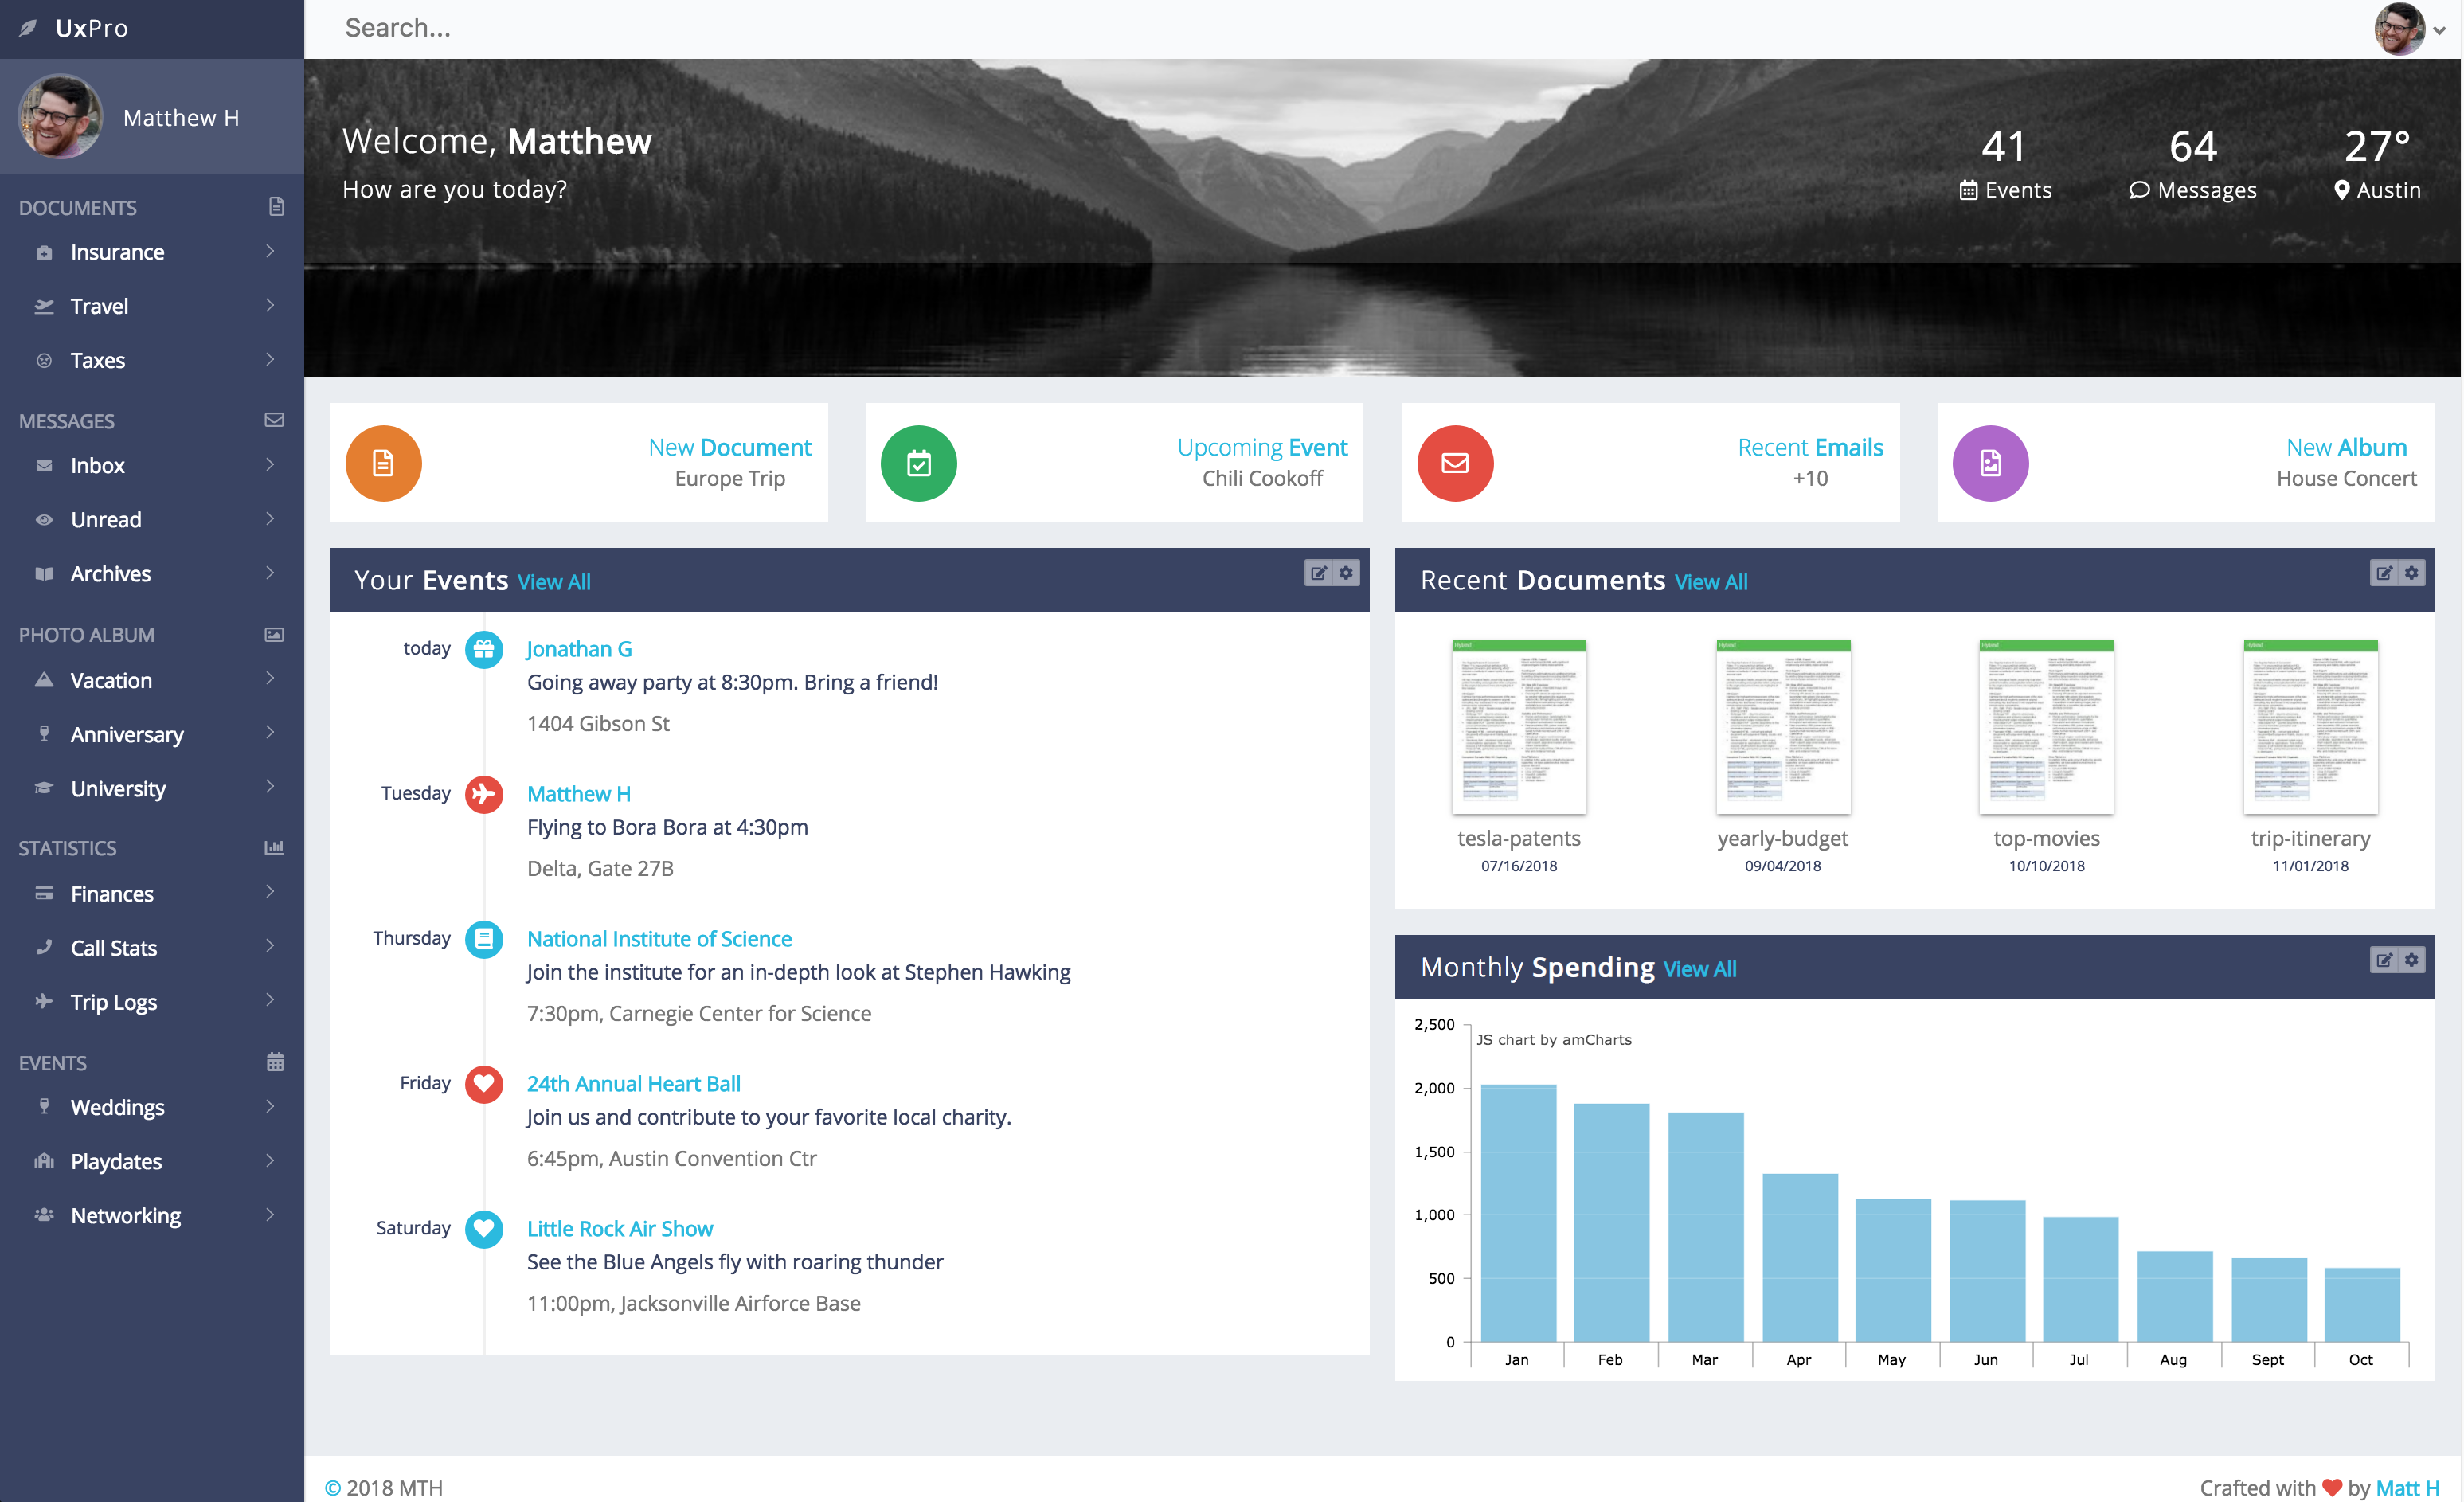 UxPro
Search...
Matthew H
DOCUMENTS
Insurance
Travel
Taxes
MESSAGES
Inbox
Unread
Archives
PHOTO ALBUM
Vacation
Anniversary
University
STATISTICS
Finances
Call Stats
Trip Logs
EVENTS
Weddings
Playdates
Networking
Welcome, Matthew
How are you today?
41
Events
64
Messages
27°
Austin
New Document
Europe Trip
Upcoming Event
Chili Cookoff
Recent Emails
+10
New Album
House Concert
Your Events View All
today
Jonathan G
Going away party at 8:30pm. Bring a friend!
1404 Gibson St
Tuesday
Matthew H
Flying to Bora Bora at 4:30pm
Delta, Gate 27B
Thursday
National Institute of Science
Join the institute for an in-depth look at Stephen Hawking
7:30pm, Carnegie Center for Science
Friday
24th Annual Heart Ball
Join us and contribute to your favorite local charity.
6:45pm, Austin Convention Ctr
Saturday
Little Rock Air Show
See the Blue Angels fly with roaring thunder
11:00pm, Jacksonville Airforce Base
Recent Documents View All
tesla-patents
07/16/2018
yearly-budget
09/04/2018
top-movies
10/10/2018
trip-itinerary
11/01/2018
Monthly Spending View All
JS chart by amCharts
2,500
2,000
1,500
1,000
500
0
Jan Feb Mar Apr May Jun Jul Aug Sept Oct
© 2018 MTH
Crafted with ❤ by Matt H